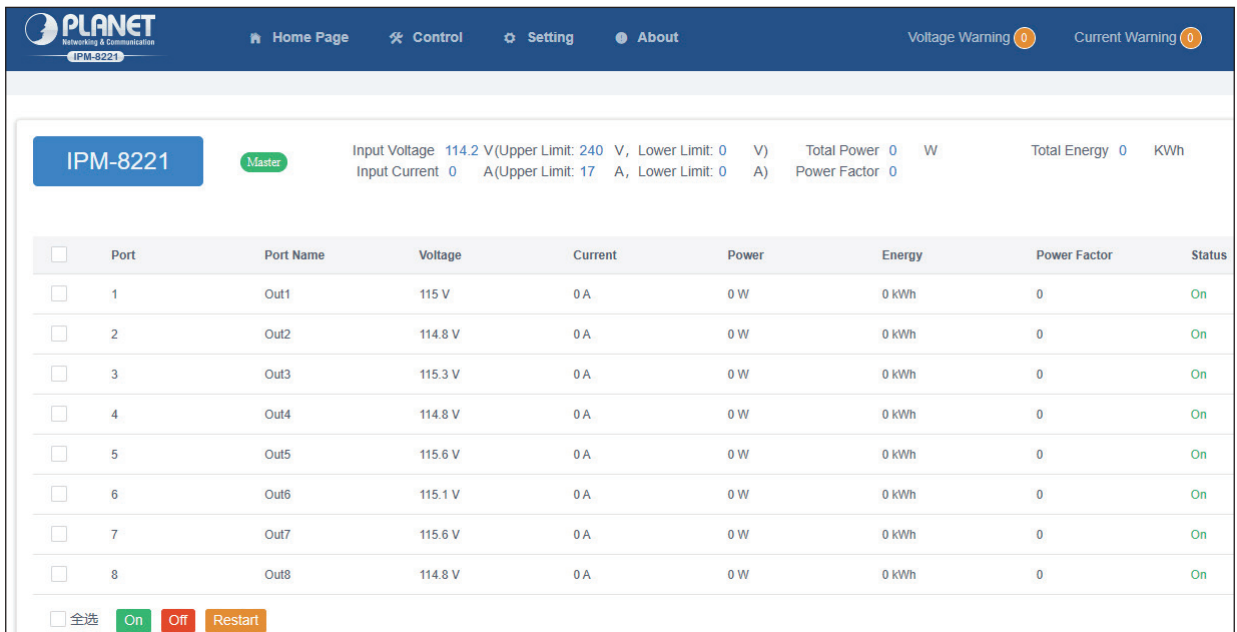 PLANET
Networking & Communication
IPM-8221
Home Page Control Setting About Voltage Warning 0 Current Warning 0
IPM-8221 Master
Input Voltage 114.2 V(Upper Limit: 240 V, Lower Limit: 0 V) Total Power 0 W Total Energy 0 KWh
Input Current 0 A(Upper Limit: 17 A, Lower Limit: 0 A) Power Factor 0
Port Port Name Voltage Current Power Energy Power Factor Status
1 Out1 115 V 0 A 0 W 0 kWh 0 On
2 Out2 114.8 V 0 A 0 W 0 kWh 0 On
3 Out3 115.3 V 0 A 0 W 0 kWh 0 On
4 Out4 114.8 V 0 A 0 W 0 kWh 0 On
5 Out5 115.6 V 0 A 0 W 0 kWh 0 On
6 Out6 115.1 V 0 A 0 W 0 kWh 0 On
7 Out7 115.6 V 0 A 0 W 0 kWh 0 On
8 Out8 114.8 V 0 A 0 W 0 kWh 0 On
全选 On Off Restart